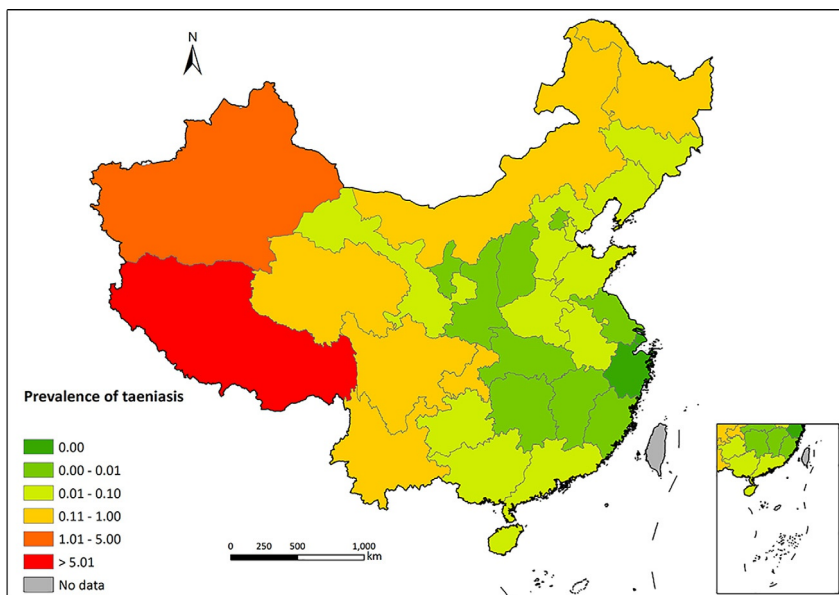 N
Prevalence of taeniasis
0.00
0.00 - 0.01
0.01 - 0.10
0.11 - 1.00
1.01 - 5.00
> 5.01
No data
0 250 500 1,000
km